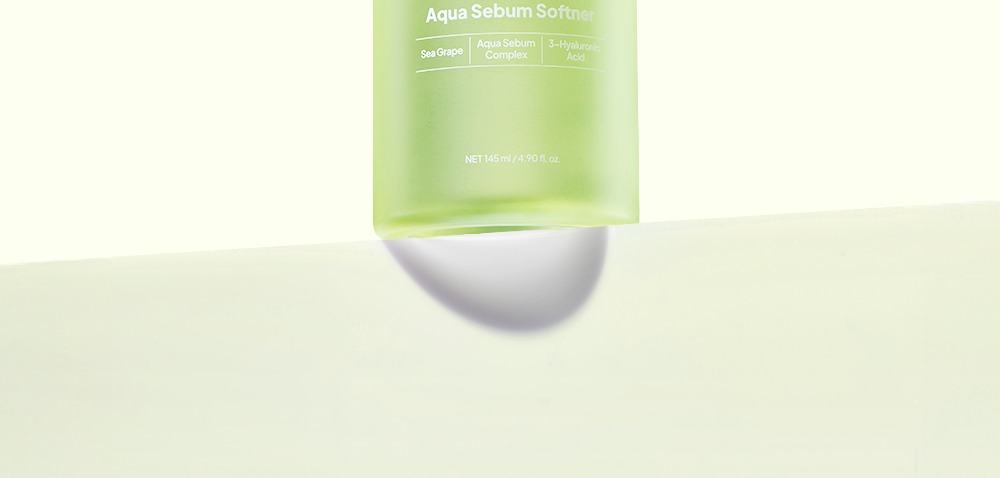 Aqua Sebum Softner
Sea Grape
Aqua Sebum
Complex
3-Hyaluronic
Acid
NET 145 ml / 4.90 fl. oz.